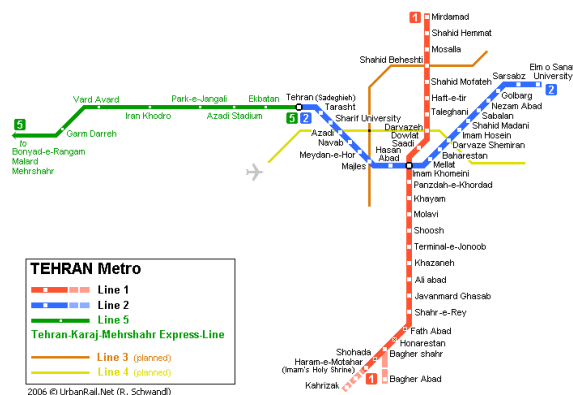 1
Mirdamad
Shahid Hemmat
Mosalla
Shahid Beheshti
Shahid Mofateh
Haft-e-tir
Taleghani
Darvazeh
Dowlat
Saadi
Elm o Sanat
University
2
Sarsabz
Golbarg
Nezam Abad
Sabalan
Shahid Madani
Imam Hosein
Darvaze Shemiran
Baharestan
Mellat
Imam Khomeini
Vard Avard
Iran Khodro
Park-e-Jangali
Azadi Stadium
Ekbatan
Tehran (Sadeghieh)
5 2
Tarasht
Sharif University
Azadi
Navab
Meydan-e-Hor
Hasan
Abad
Majles
5
to
Bonyad-e-Rangam
Malard
Mehrshahr
Garm Darreh
Panzdah-e-Khordad
Khayam
Molavi
Shoosh
Terminal-e-Jonoob
Khazaneh
Ali abad
Javanmard Ghasab
Shahr-e-Rey
Fath Abad
Honarestan
Bagher shahr
Shohada
Haram-e-Motahar
(Imam's Holy Shrine)
Kahrizak
1
Bagher Abad
TEHRAN Metro
Line 1
Line 2
Line 5
Tehran-Karaj-Mehrshahr Express-Line
Line 3 (planned)
Line 4 (planned)
2006 © UrbanRail.Net (R. Schwandl)